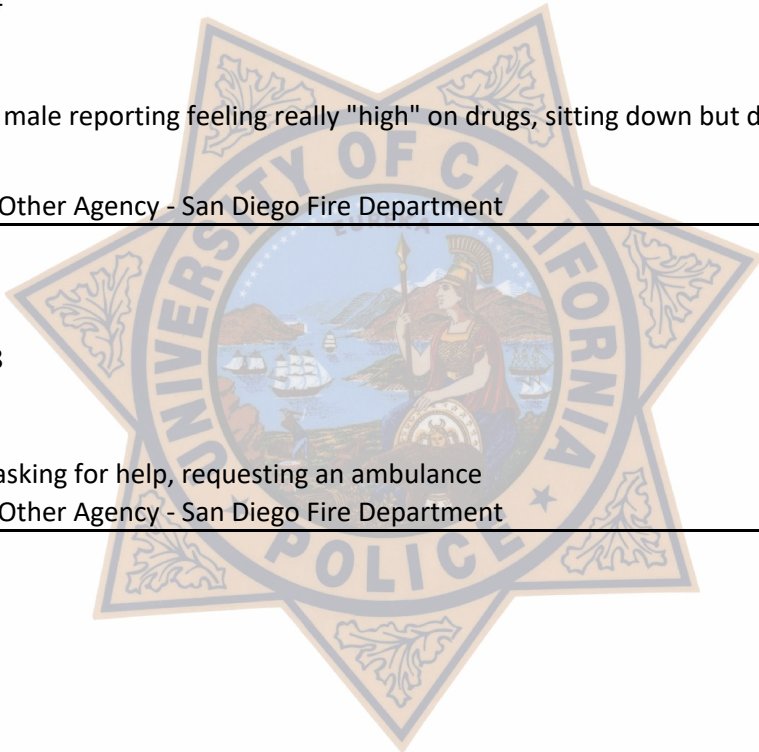 male reporting feeling really "high" on drugs, sitting down but d
Other Agency - San Diego Fire Department
UNIVERSITY OF CALIFORNIA
EUREKA
asking for help, requesting an ambulance
Other Agency - San Diego Fire Department
POLICE